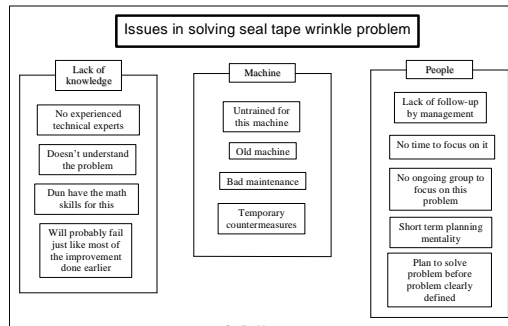 Issues in solving seal tape wrinkle problem
Lack of
knowledge
No experienced
technical experts
Doesn't understand
the problem
Dun have the math
skills for this
Will probably fail
just like most of
the improvement
done earlier
Machine
Untrained for
this machine
Old machine
Bad maintenance
Temporary
countermeasures
People
Lack of follow-up
by management
No time to focus on it
No ongoing group to
focus on this
problem
Short term planning
mentality
Plan to solve
problem before
problem clearly
defined